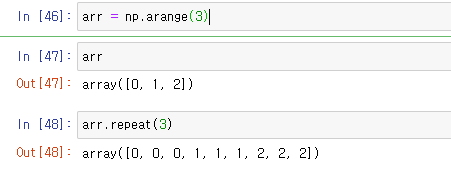 In [46]: arr = np.arange(3)
In [47]: arr
Out[47]: array([0, 1, 2])
In [48]: arr.repeat(3)
Out[48]: array([0, 0, 0, 1, 1, 1, 2, 2, 2])